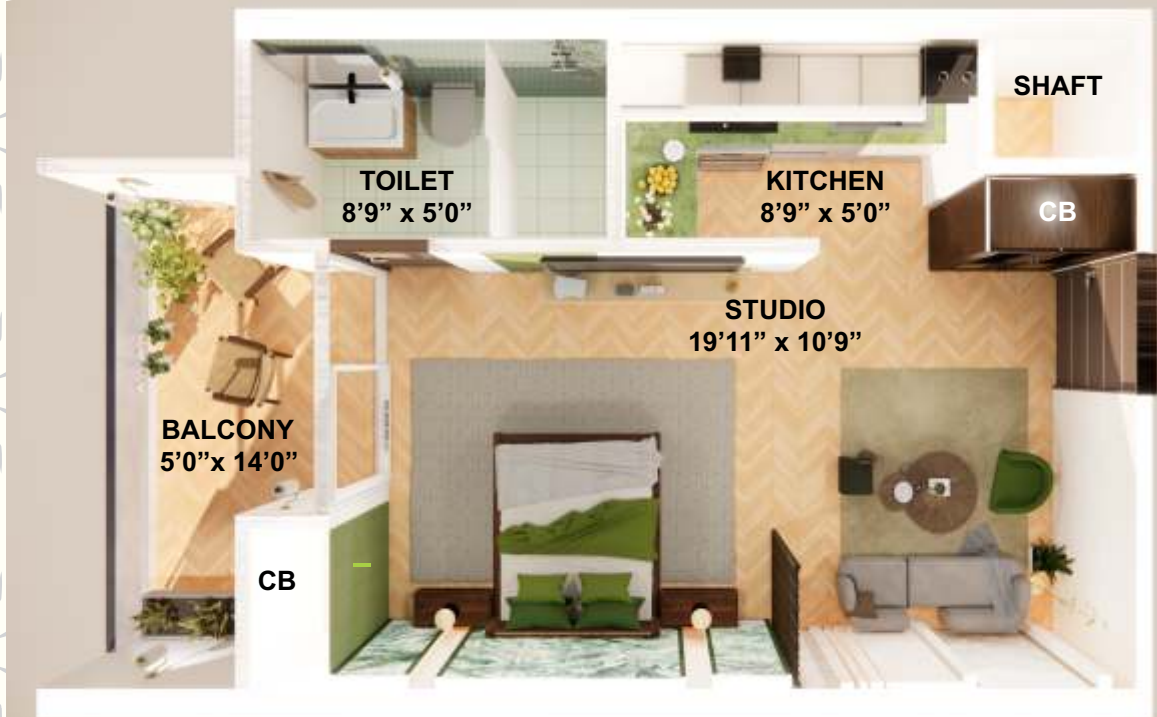 SHAFT
TOILET
8’9” x 5’0”
KITCHEN
8’9” x 5’0”
CB
STUDIO
19’11” x 10’9”
BALCONY
5’0”x 14’0”
CB